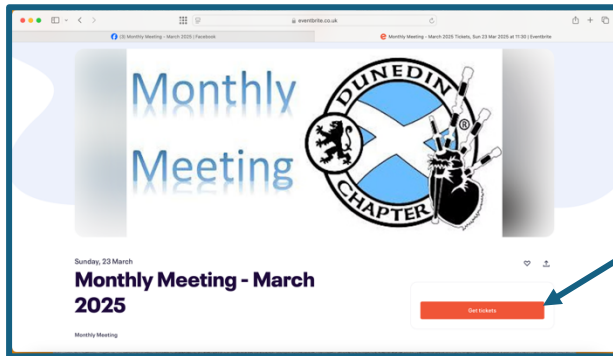 eventbrite.co.uk
(3) Monthly Meeting - March 2025 | Facebook
Monthly Meeting - March 2025 Tickets, Sun 23 Mar 2025 at 11:30 | Eventbrite
Monthly
Meeting
DUNEDIN
CHAPTER
®
Sunday, 23 March
Monthly Meeting - March
2025
Get tickets
Monthly Meeting